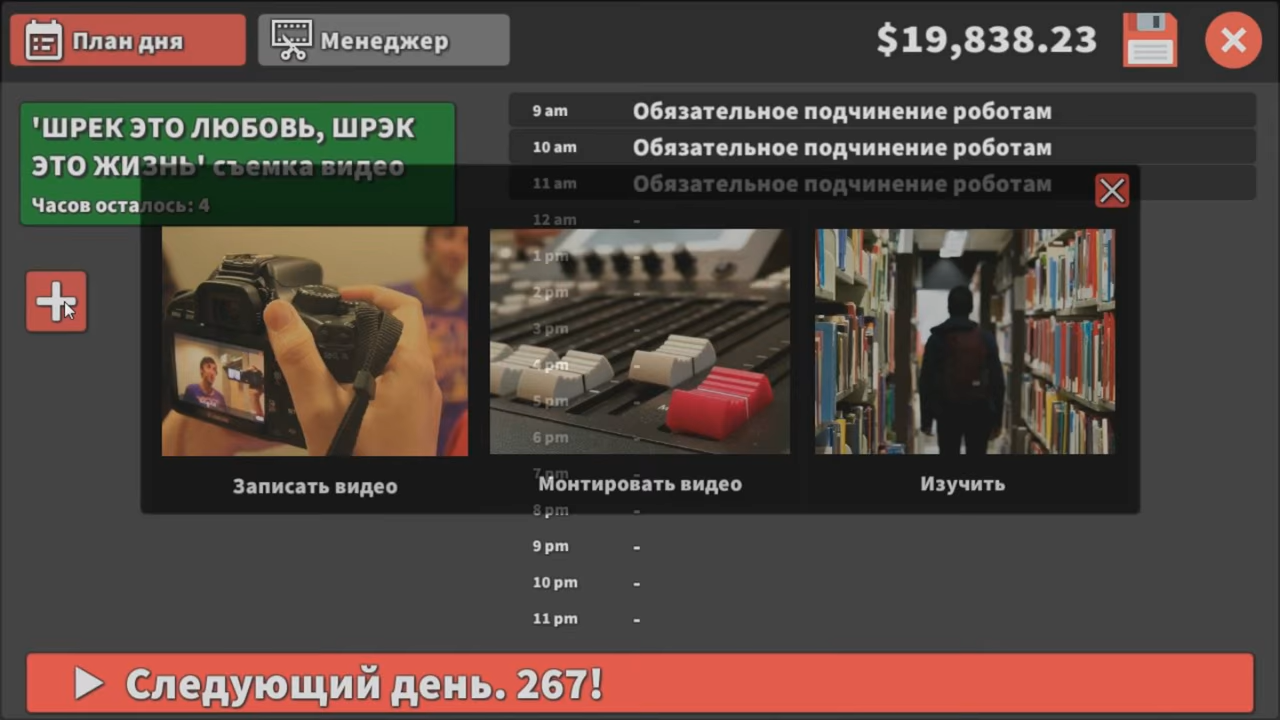 План дня
Менеджер
$19,838.23
'ШРЕК ЭТО ЛЮБОВЬ, ШРЭК
ЭТО ЖИЗНЬ' съемка видео
Часов осталось: 4
9 am Обязательное подчинение роботам
10 am Обязательное подчинение роботам
11 am Обязательное подчинение роботам
12 am -
1 pm -
2 pm -
3 pm -
4 pm -
5 pm -
6 pm -
7 pm -
8 pm -
9 pm -
10 pm -
11 pm -
Записать видео
Монтировать видео
Изучить
Следующий день. 267!